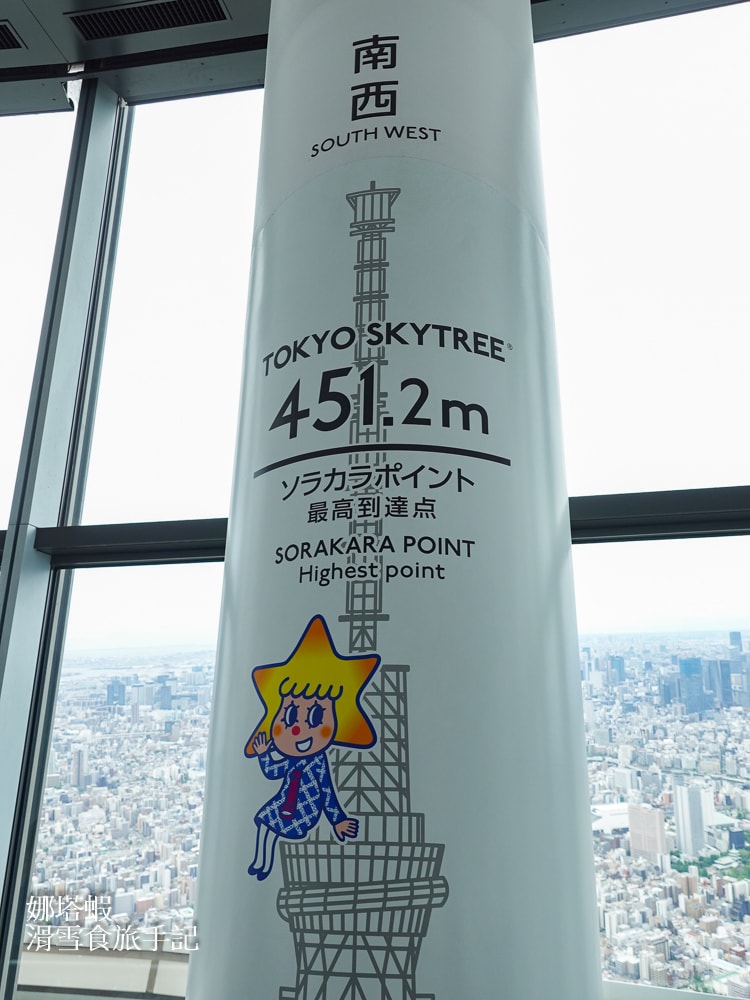 南
西
SOUTH WEST
TOKYO SKYTREE®
451.2m
ソラカラポイント
最高到達点
SORAKARA POINT
Highest point
娜塔蝦
滑雪食旅手記